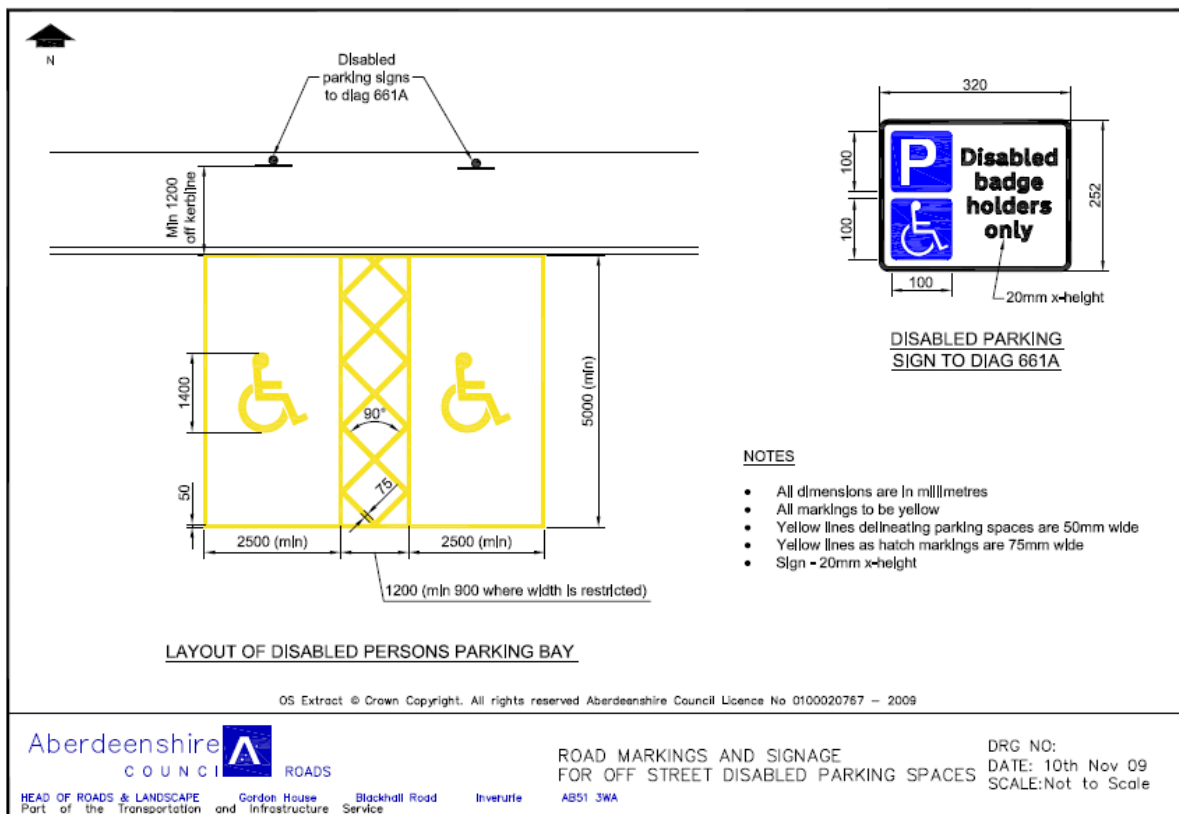 N
Disabled
parking signs
to diag 661A
Min 1200
off kerbline
1400
50
90°
75
5000 (min)
2500 (min)
2500 (min)
1200 (min 900 where width is restricted)
LAYOUT OF DISABLED PERSONS PARKING BAY
320
100
100
252
P
Disabled
badge
holders
only
100
20mm x-height
DISABLED PARKING
SIGN TO DIAG 661A
NOTES
• All dimensions are in millimetres
• All markings to be yellow
• Yellow lines delineating parking spaces are 50mm wide
• Yellow lines as hatch markings are 75mm wide
• Sign - 20mm x-height
OS Extract © Crown Copyright. All rights reserved Aberdeenshire Council Licence No 0100020767 - 2009
Aberdeenshire
COUNCI
ROADS
HEAD OF ROADS & LANDSCAPE Gordon House Blackhall Road Inverurie AB51 3WA
Part of the Transportation and Infrastructure Service
ROAD MARKINGS AND SIGNAGE
FOR OFF STREET DISABLED PARKING SPACES
DRG NO:
DATE: 10th Nov 09
SCALE:Not to Scale